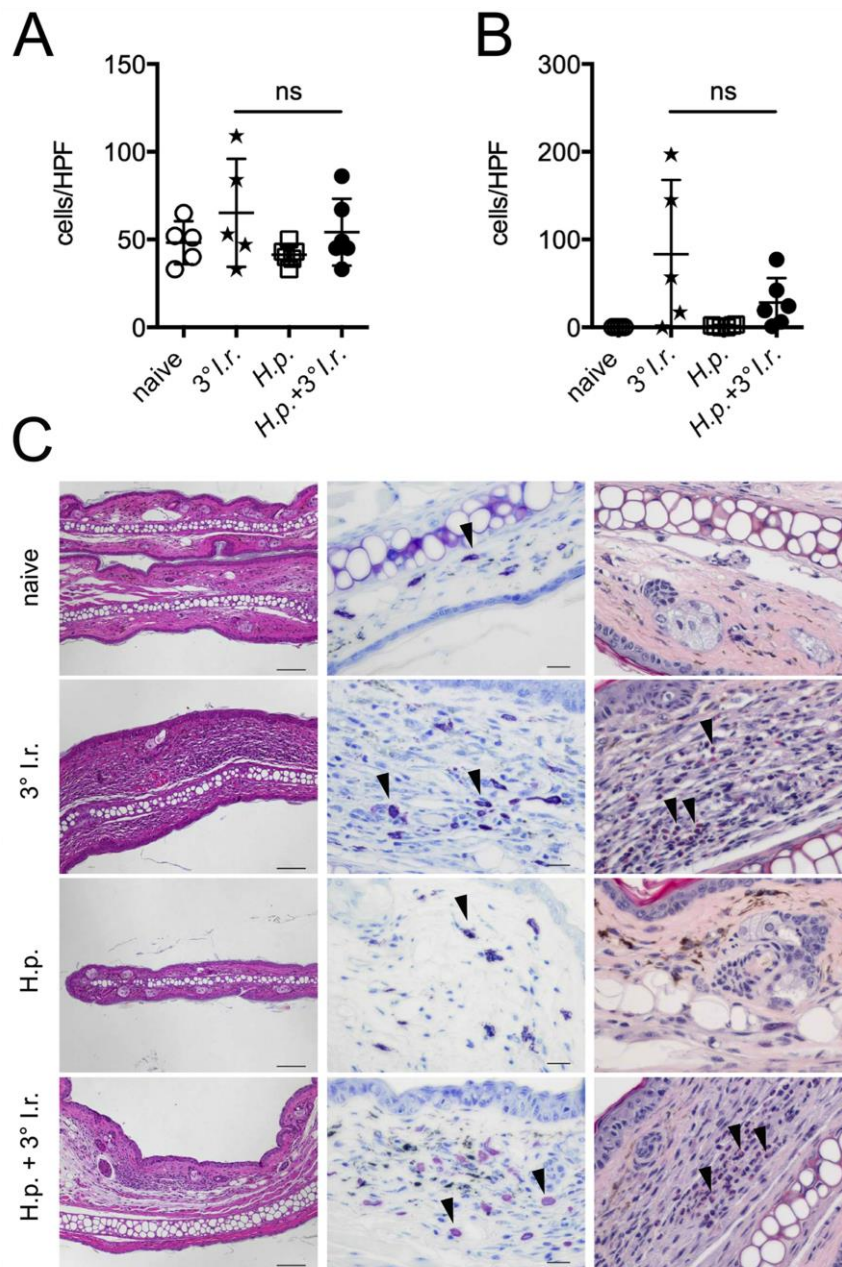 A
150
100
50
0
cells/HPF
ns
naive
3° I.r.
H.p.
H.p. +3° I.r.
B
300
200
100
0
cells/HPF
ns
naive
3° I.r.
H.p.
H.p. +3° I.r.
C
naive
3° I.r.
H.p.
H.p. + 3° I.r.